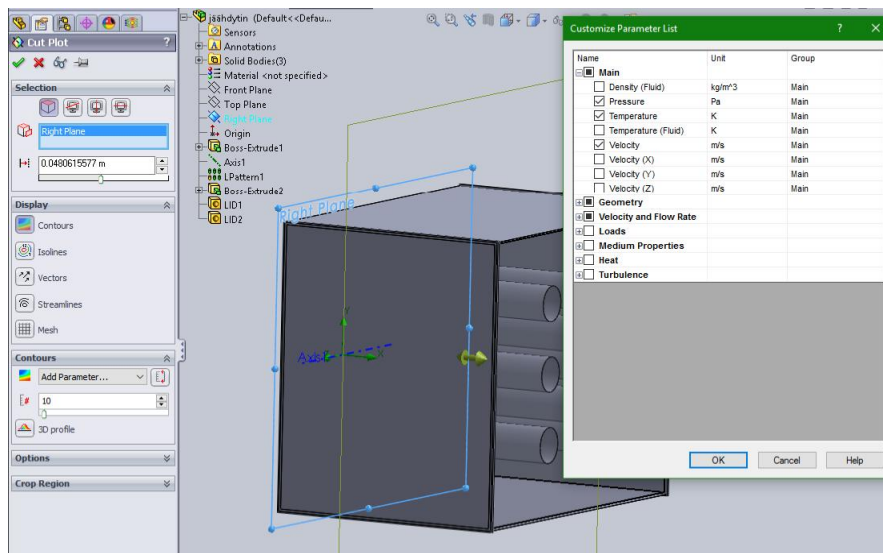 Cut Plot ?
Selection
Right Plane
0.0480615577 m
Display
Contours
Isolines
Vectors
Streamlines
Mesh
Contours
Add Parameter...
10
3D profile
Options
Crop Region
jäähdytin (Default<<Defau...
Sensors
Annotations
Solid Bodies(3)
Material <not specified>
Front Plane
Top Plane
Right Plane
Origin
Boss-Extrude1
Axis1
LPattern1
Boss-Extrude2
LID1
LID2
Right Plane
Y
X
Customize Parameter List ? X
Name Unit Group
Main
Density (Fluid) kg/m^3 Main
Pressure Pa Main
Temperature K Main
Temperature (Fluid) K Main
Velocity m/s Main
Velocity (X) m/s Main
Velocity (Y) m/s Main
Velocity (Z) m/s Main
Geometry
Velocity and Flow Rate
Loads
Medium Properties
Heat
Turbulence
OK Cancel Help